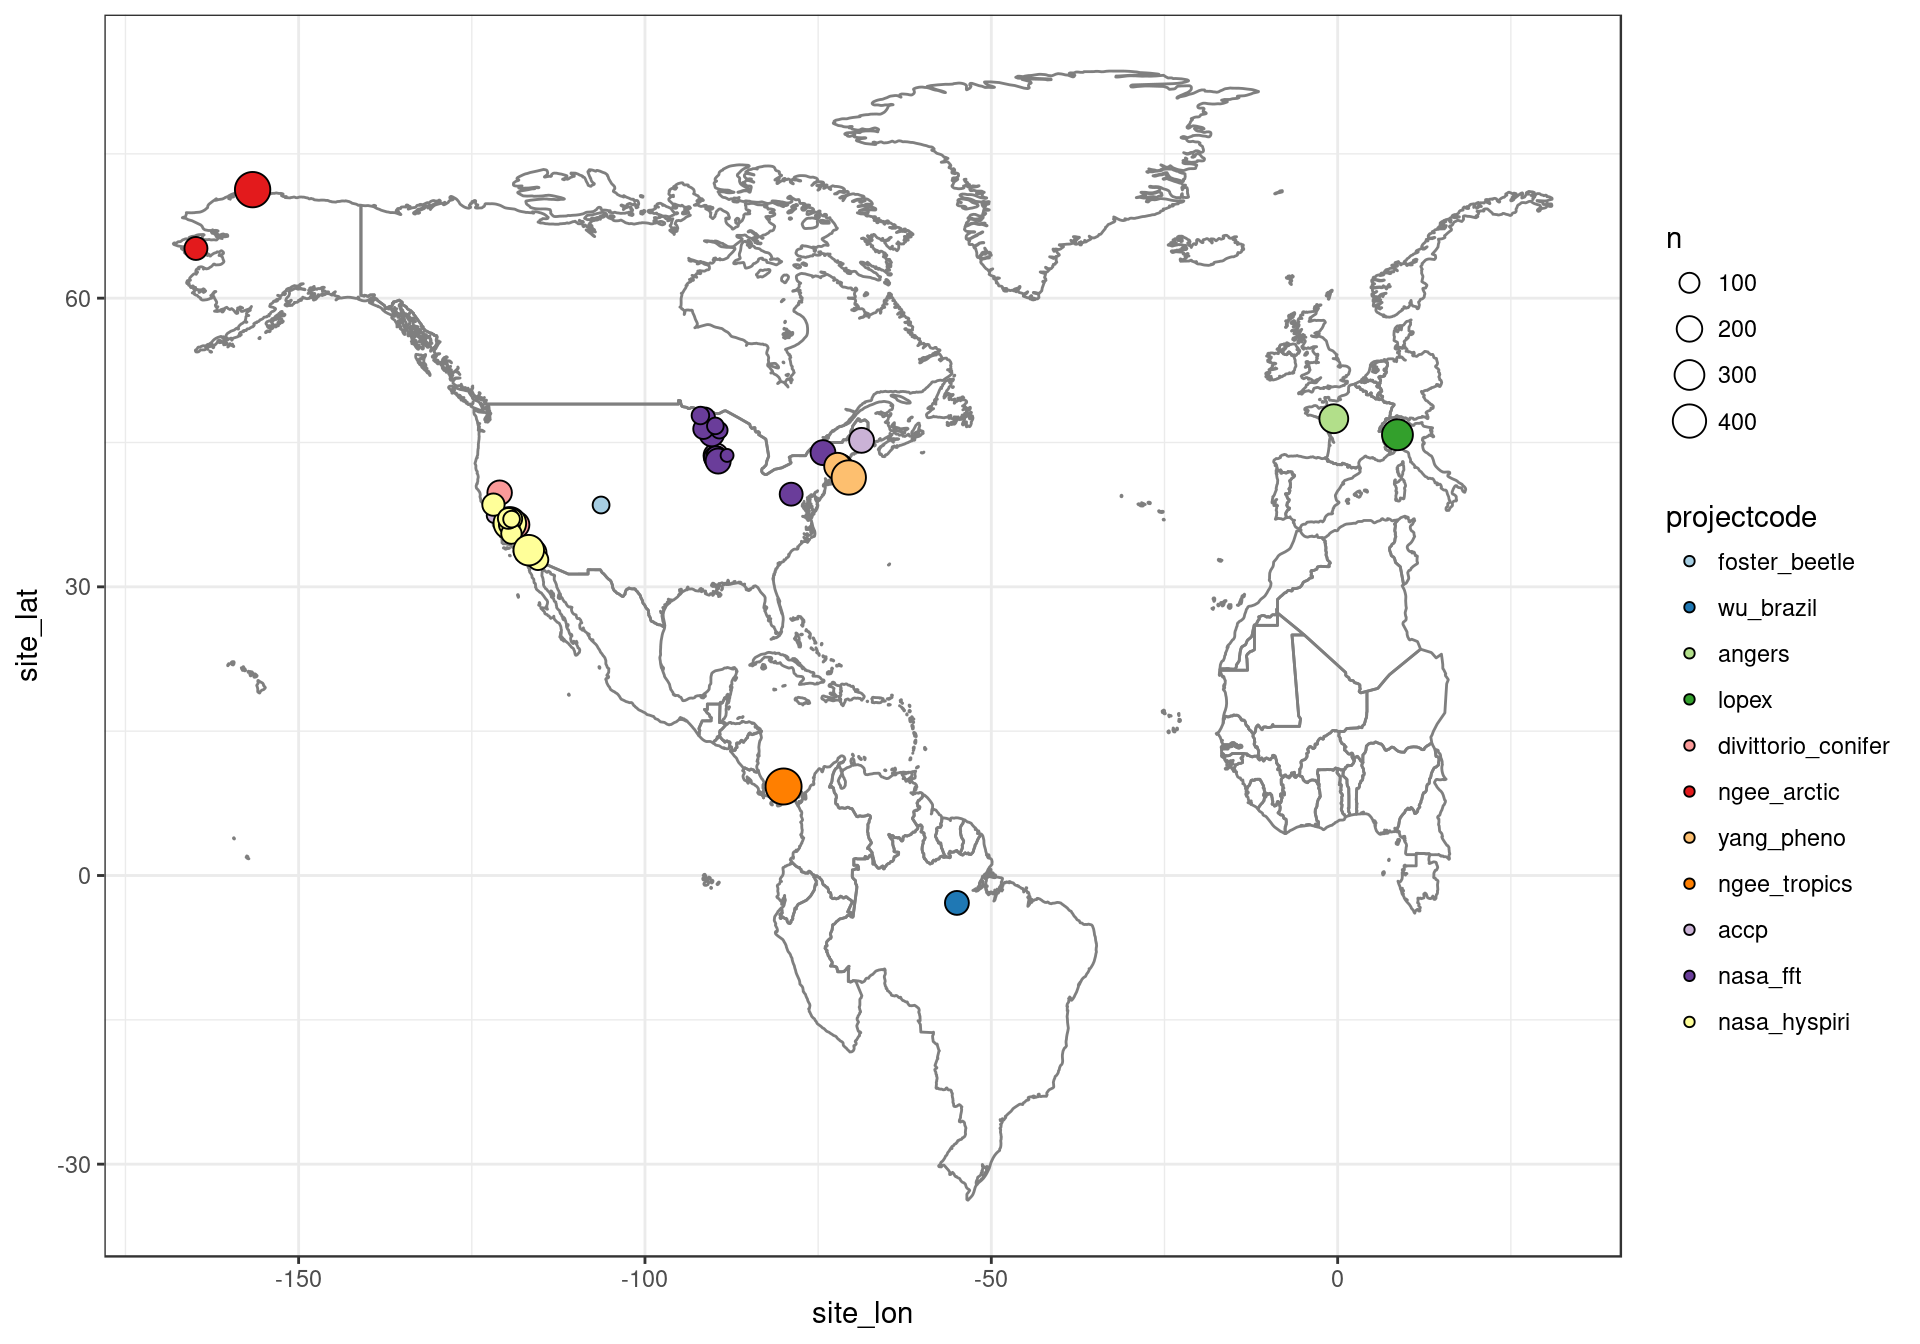 site_lat
60
30
0
-30
-150
-100
-50
0
site_lon
n
100
200
300
400
projectcode
foster_beetle
wu_brazil
angers
lopex
divittorio_conifer
ngee_arctic
yang_pheno
ngee_tropics
accp
nasa_fft
nasa_hyspiri